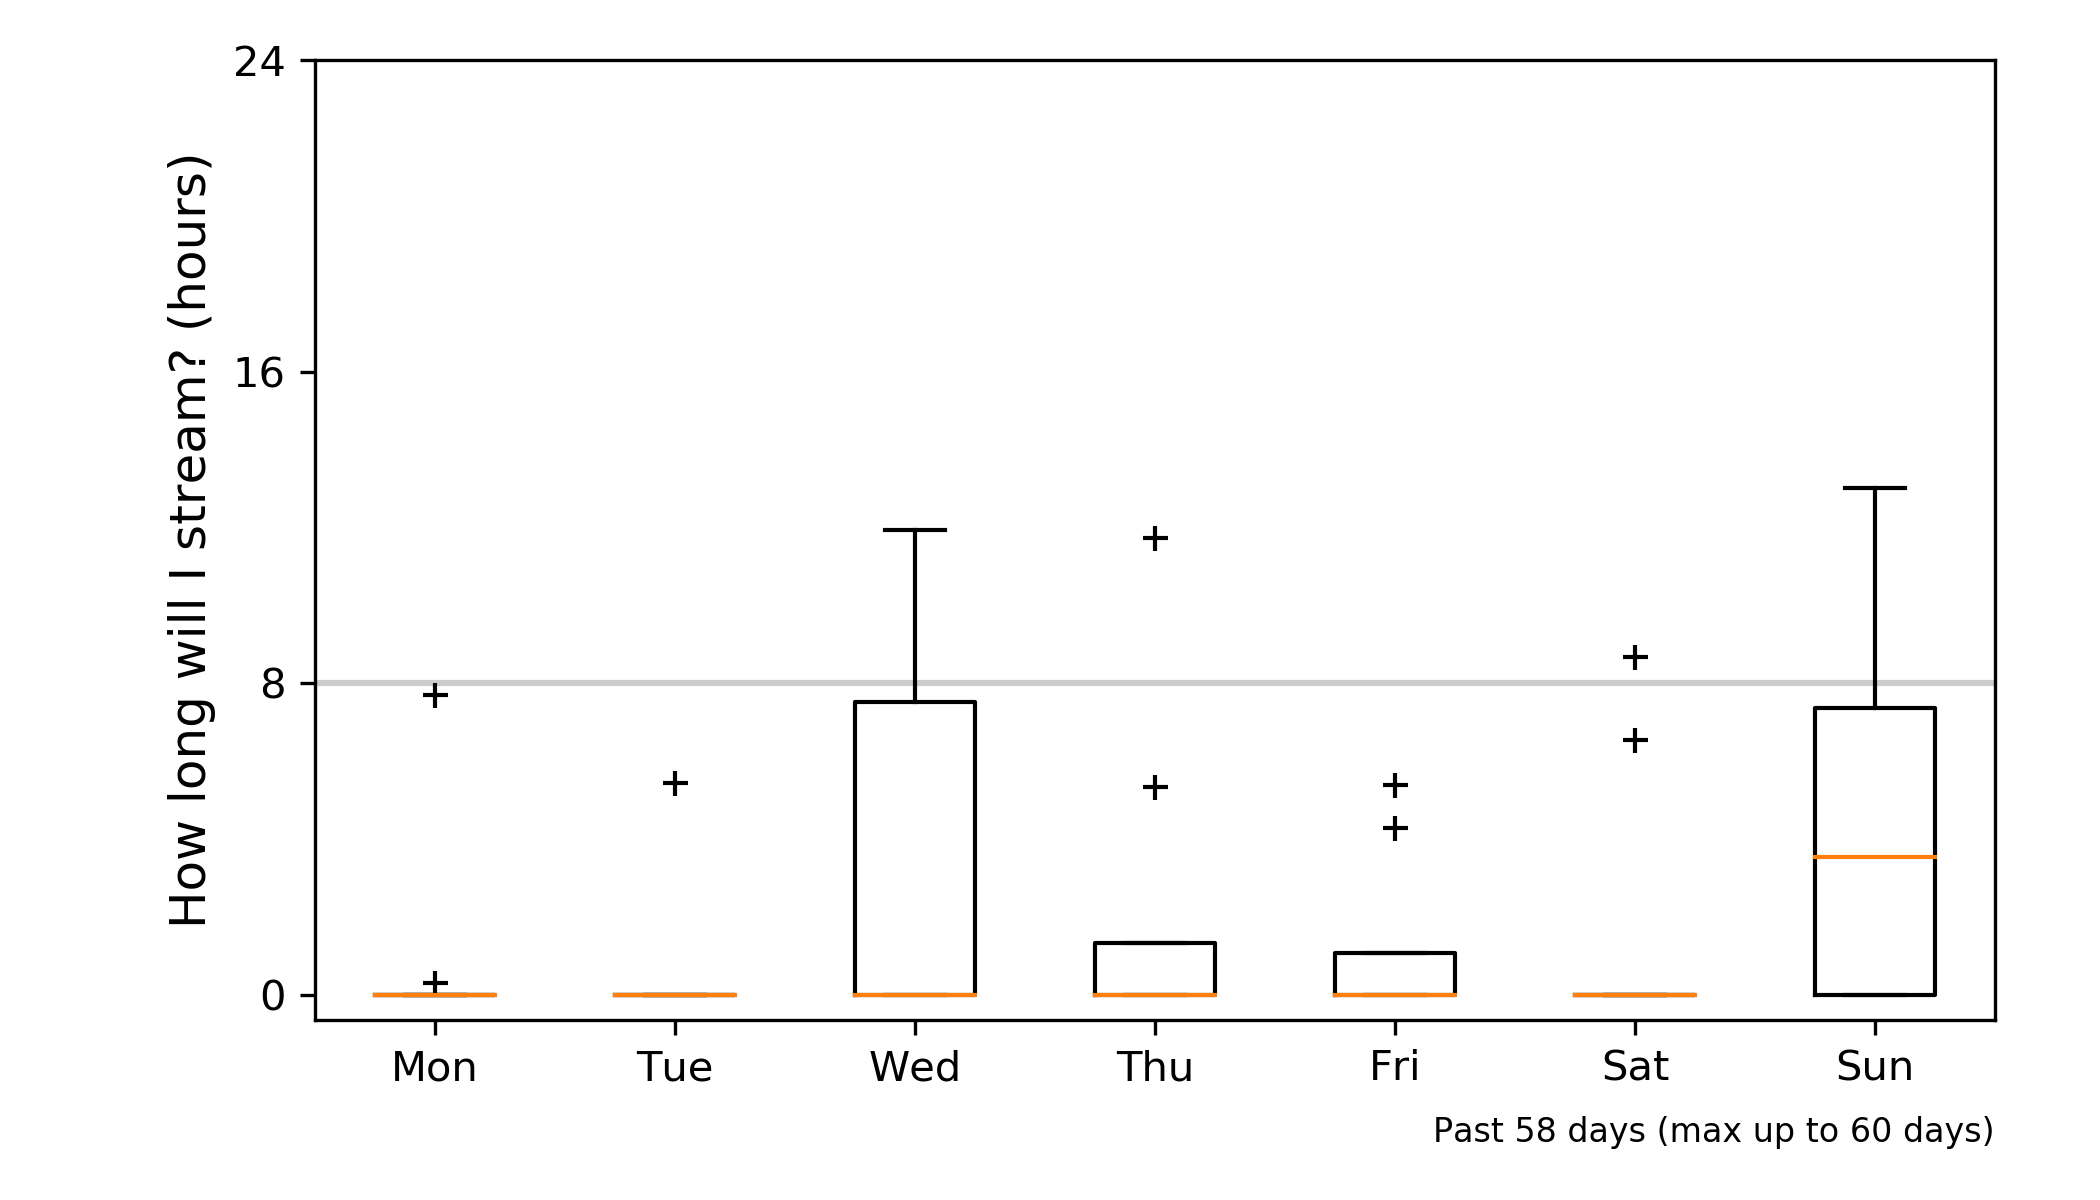 How long will I stream? (hours)
24
16
8
0
Mon Tue Wed Thu Fri Sat Sun
Past 58 days (max up to 60 days)